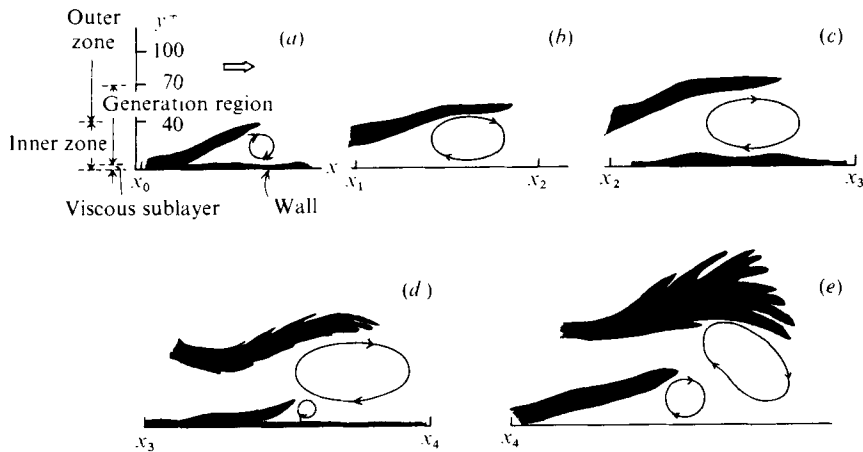 Outer
zone
y+
100
70
40
Generation region
Inner zone
Viscous sublayer
Wall
x0
x
(a)
(b)
x1
x2
(c)
x2
x3
(d)
x3
x4
(e)
x4